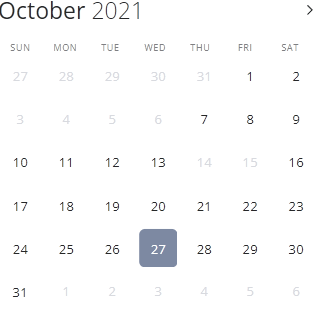 October 2021
SUN MON TUE WED THU FRI SAT
27 28 29 30 31 1 2
3 4 5 6 7 8 9
10 11 12 13 14 15 16
17 18 19 20 21 22 23
24 25 26 27 28 29 30
31 1 2 3 4 5 6